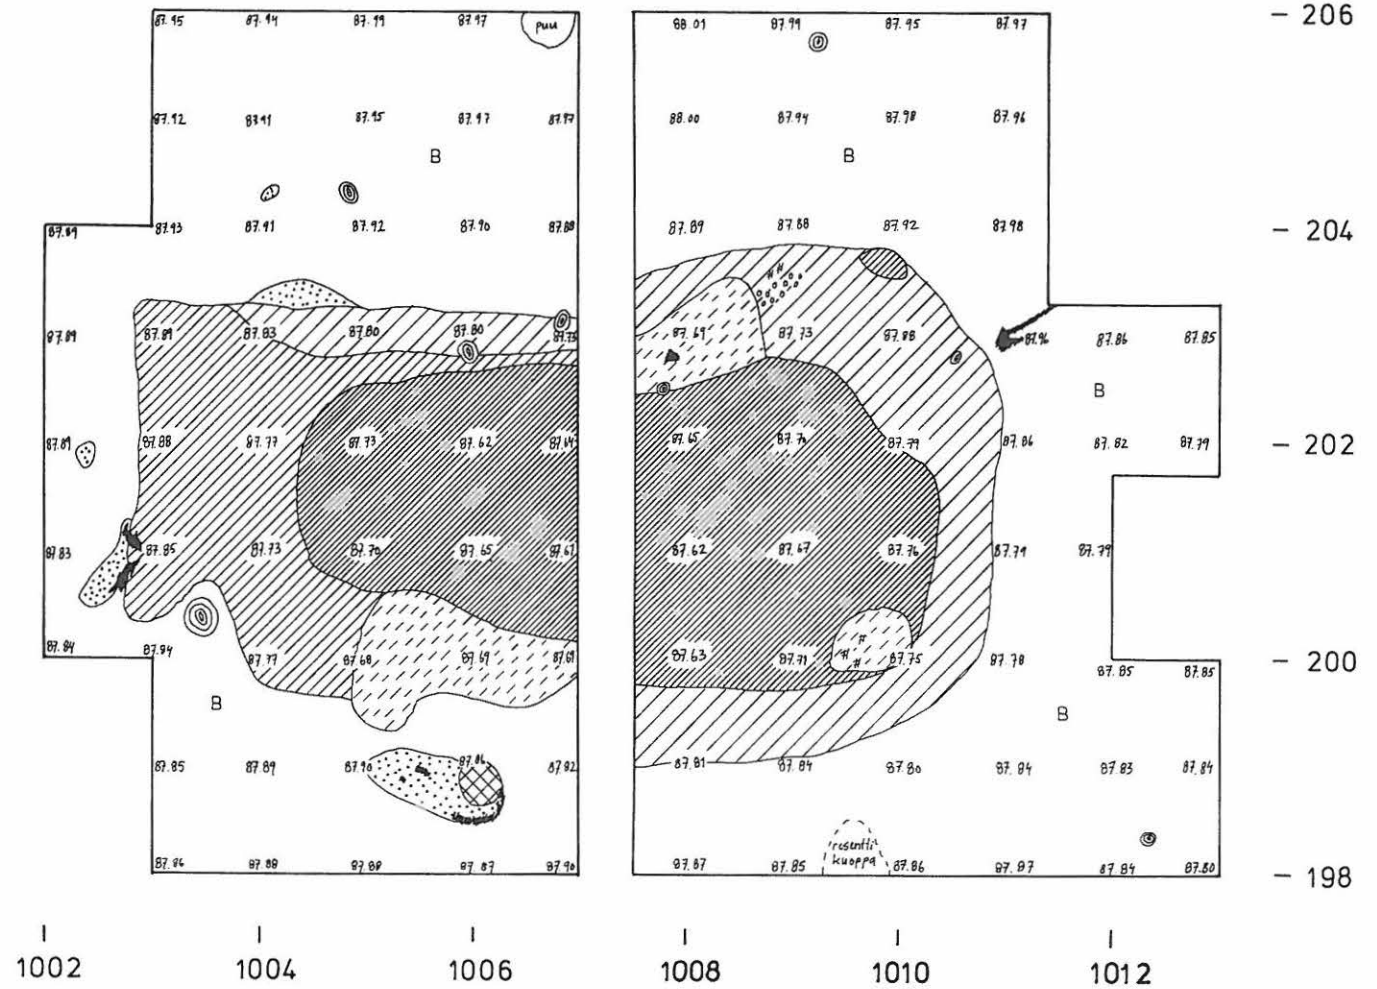 87.95 87.94 87.99 87.97 puu 88.01 87.99 87.95 87.97 206
87.92 87.91 87.95 87.97 87.97 88.00 87.94 87.98 87.96
B B
87.89 87.93 87.91 87.92 87.90 87.88 87.89 87.88 87.92 87.98 204
87.89 87.89 87.83 87.80 87.80 87.73 87.69 87.73 87.88 87.96 87.86 87.85
B
87.89 87.88 87.77 87.73 87.62 87.64 87.65 87.70 87.79 87.86 87.82 87.79 202
87.83 87.85 87.73 87.70 87.65 87.67 87.62 87.67 87.76 87.79 87.79
87.84 87.94 87.77 87.68 87.69 87.69 87.63 87.71 87.75 87.78 87.85 87.85 200
B B
87.85 87.89 87.90 87.86 87.92 87.81 87.84 87.80 87.84 87.83 87.84
rosentti
kuoppa
87.86 87.88 87.88 87.87 87.90 87.87 87.85 87.86 87.87 87.84 87.80 198
1002 1004 1006 1008 1010 1012